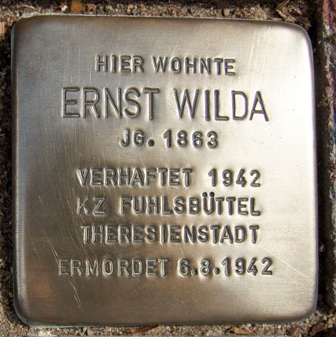 HIER WOHNTE
ERNST WILDA
JG. 1863
VERHAFTET 1942
KZ FUHLSBÜTTEL
THERESIENSTADT
ERMORDET 6.8.1942